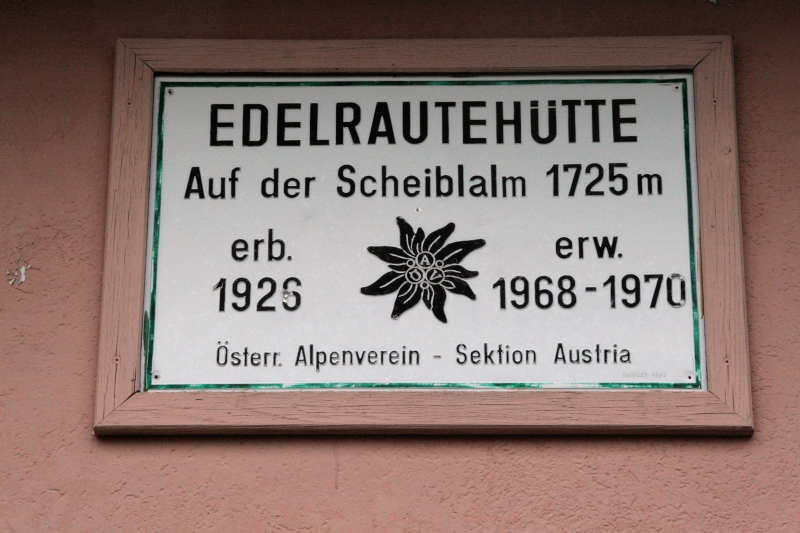 EDELRAUTEHÜTTE
Auf der Scheiblalm 1725 m
erb. erw.
1926 1968-1970
A
Ö V
Österr. Alpenverein - Sektion Austria